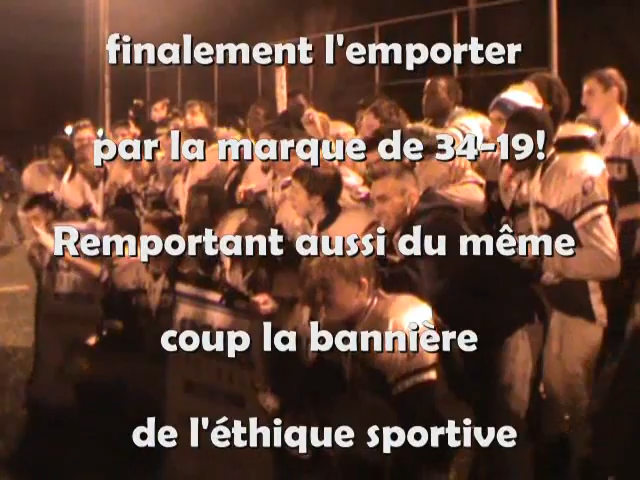 finalement l'emporter
par la marque de 34-19!
Remportant aussi du même
coup la bannière
de l'éthique sportive